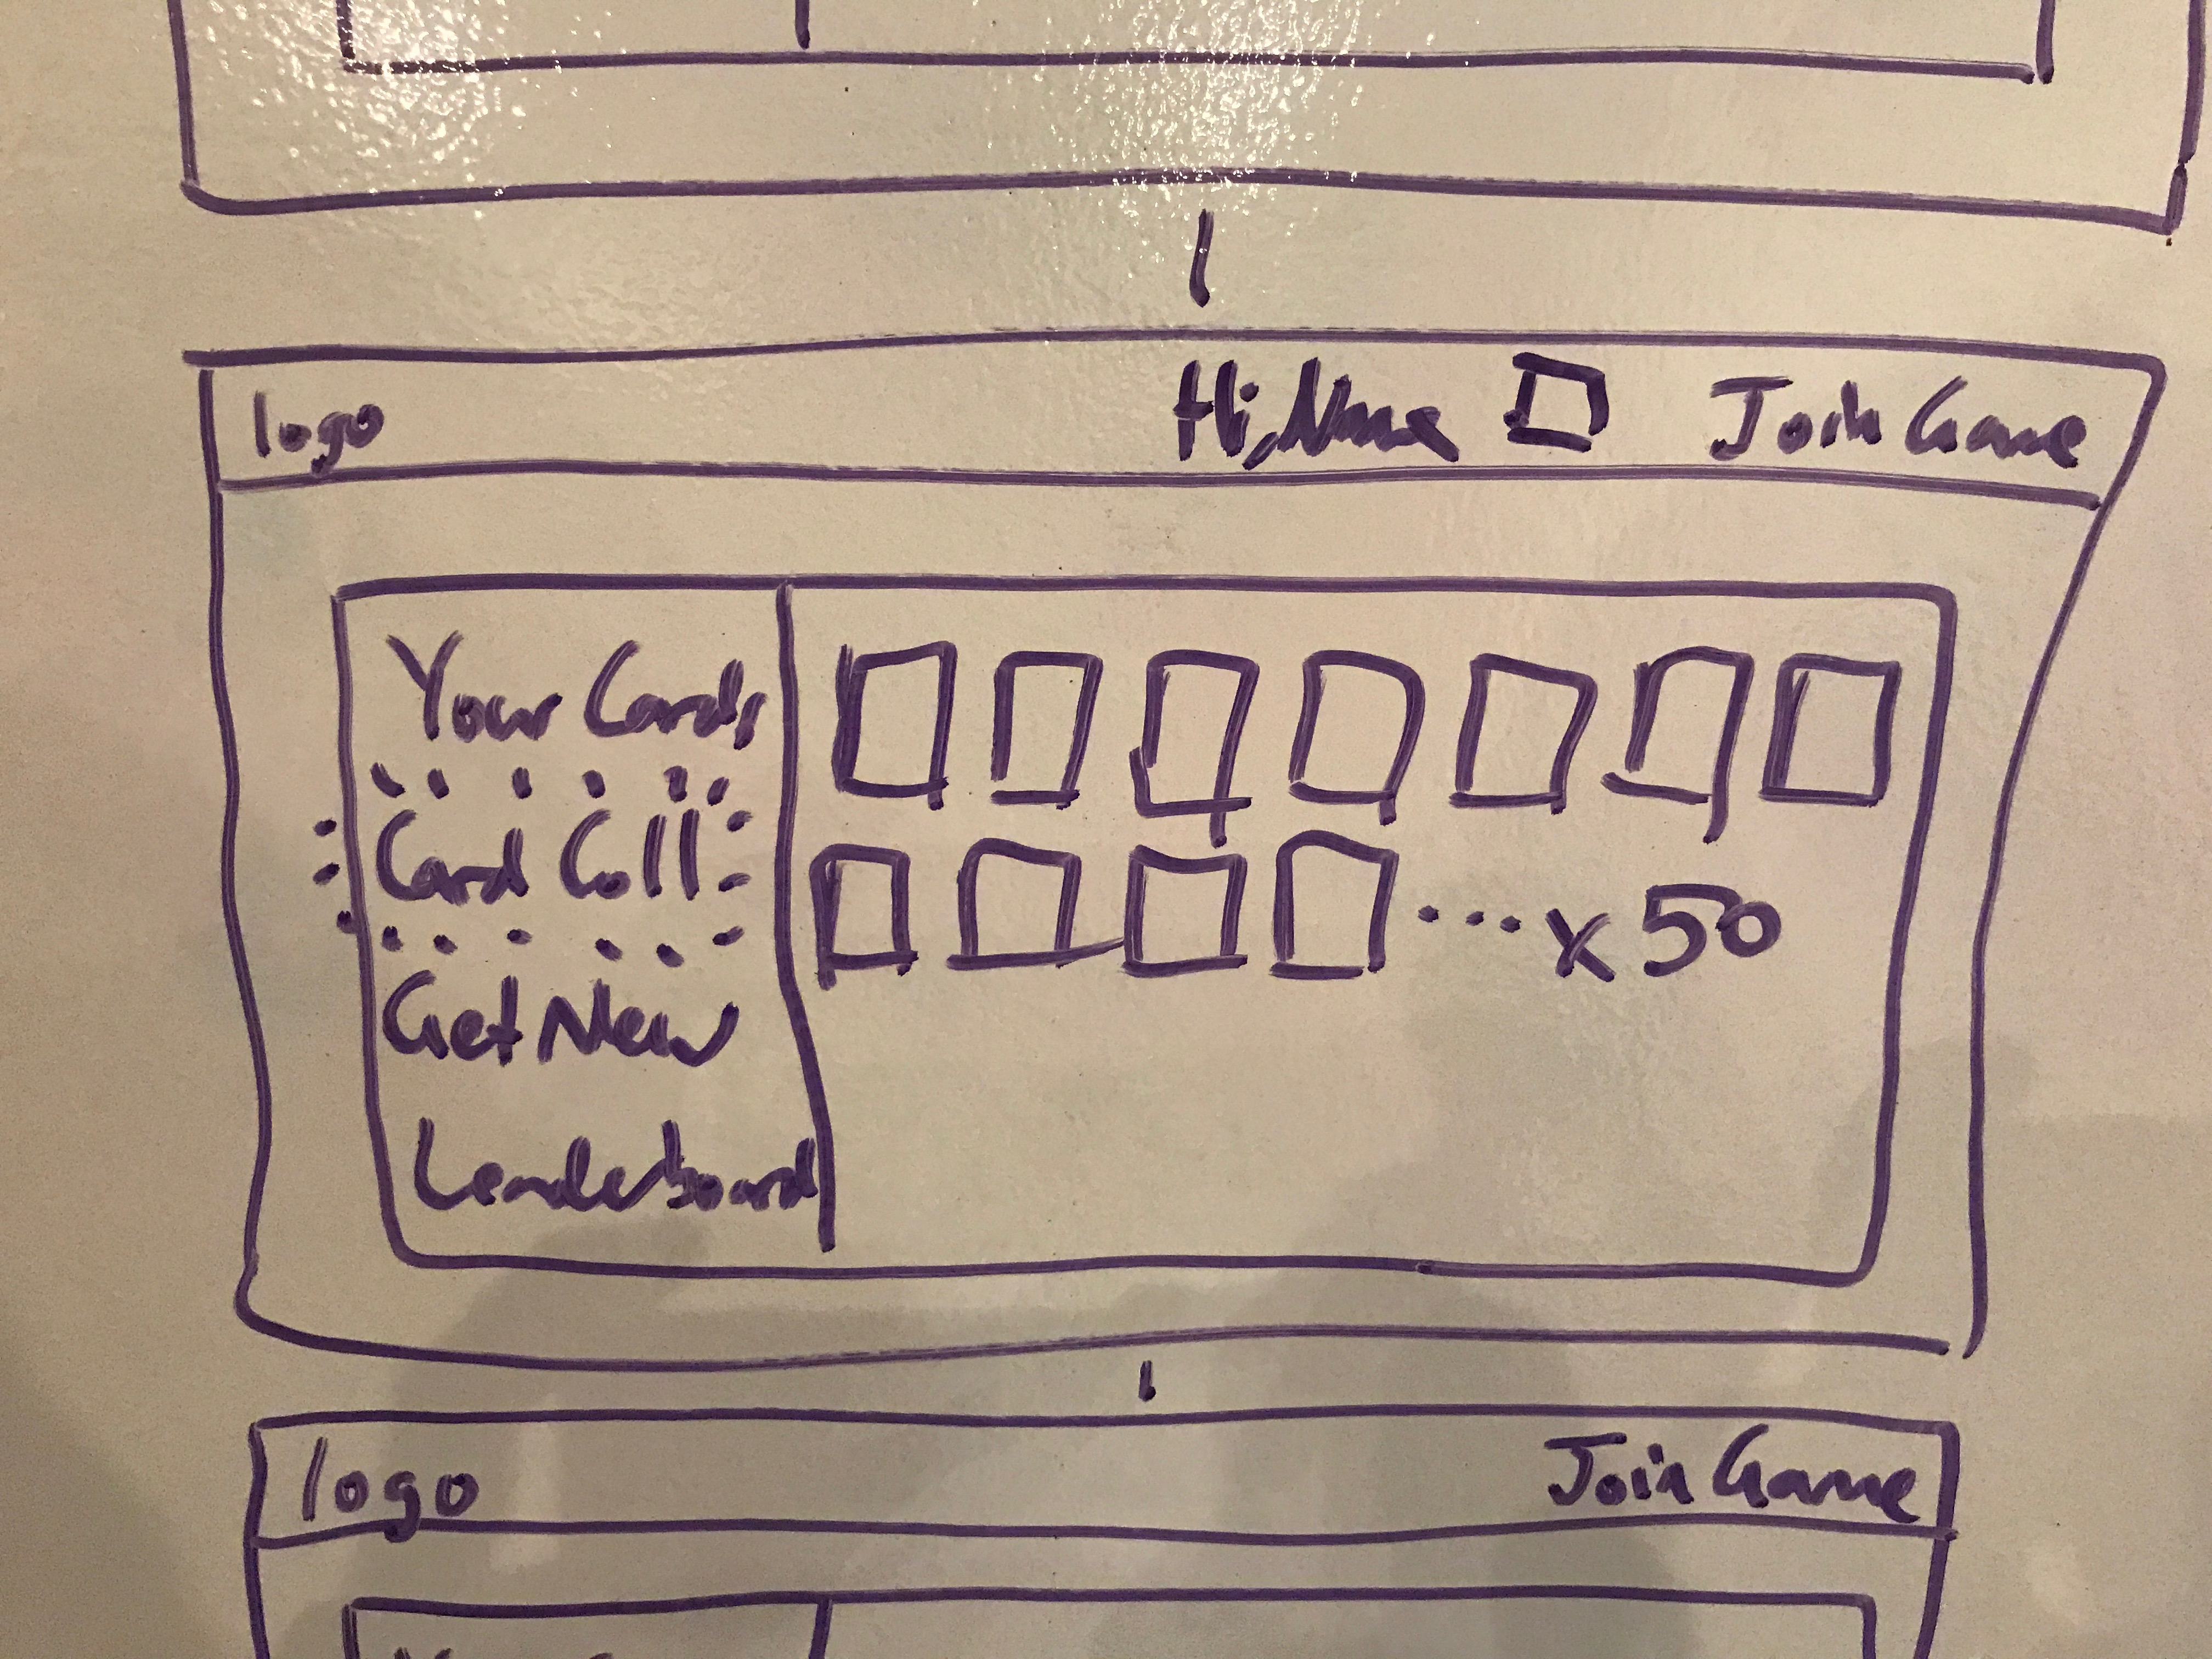 logo Hi, Name Join Game
Your Cards
Card Coll
Get New
Leaderboard
... x 50
logo Join Game